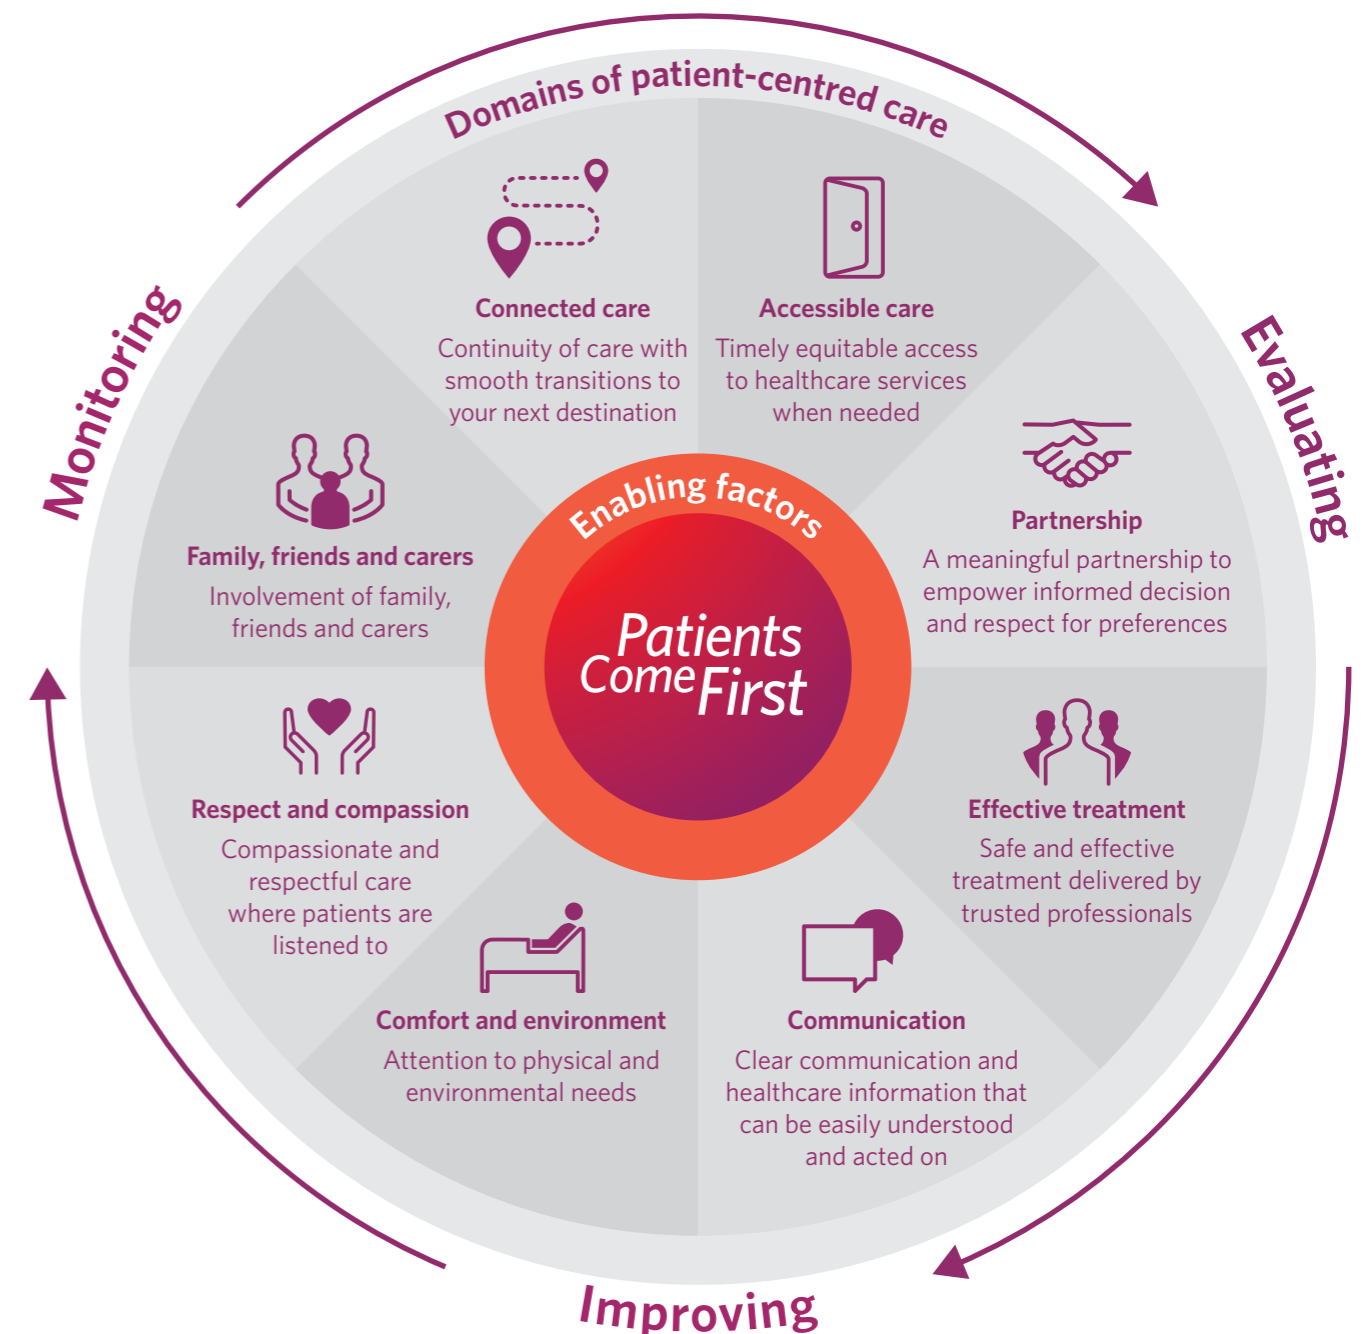 Domains of patient-centred care
Monitoring
Evaluating
Improving
Connected care
Continuity of care with
smooth transitions to
your next destination
Accessible care
Timely equitable access
to healthcare services
when needed
Partnership
A meaningful partnership to
empower informed decision
and respect for preferences
Effective treatment
Safe and effective
treatment delivered by
trusted professionals
Communication
Clear communication and
healthcare information that
can be easily understood
and acted on
Comfort and environment
Attention to physical and
environmental needs
Respect and compassion
Compassionate and
respectful care
where patients are
listened to
Family, friends and carers
Involvement of family,
friends and carers
Enabling factors
Patients
Come First